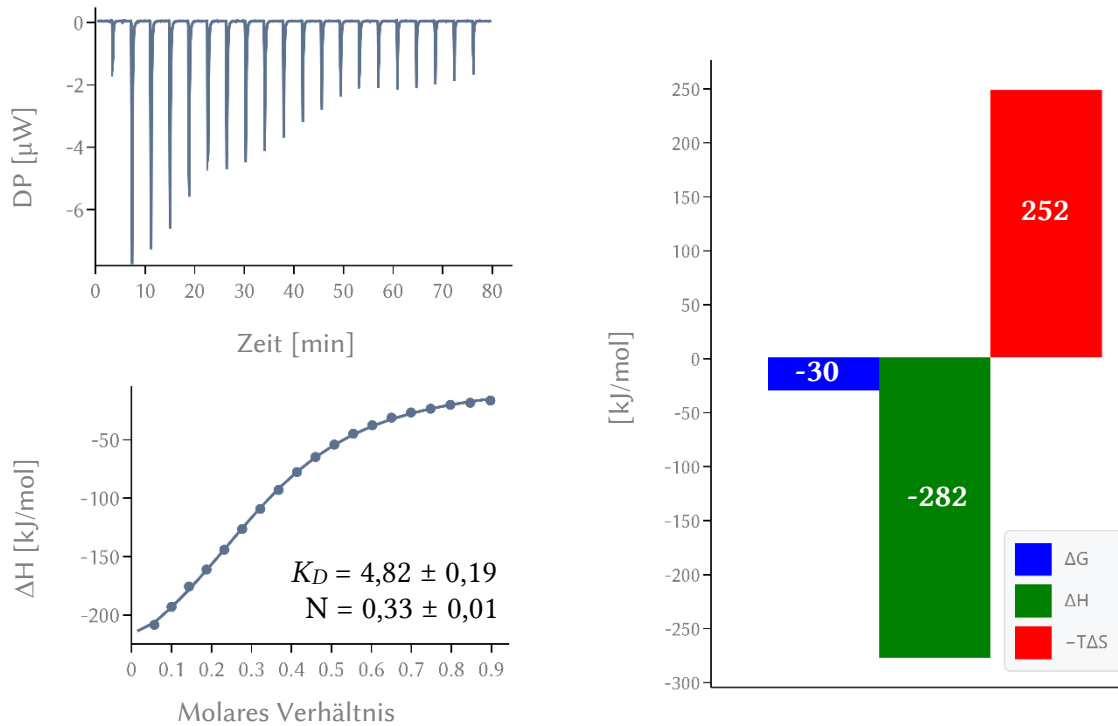 0
-2
-4
-6
DP [µW]
0 10 20 30 40 50 60 70 80
Zeit [min]
-50
-100
-150
-200
ΔH [kJ/mol]
K_D = 4,82 ± 0,19
N = 0,33 ± 0,01
0 0.1 0.2 0.3 0.4 0.5 0.6 0.7 0.8 0.9
Molares Verhältnis
250
200
150
100
50
0
-50
-100
-150
-200
-250
-300
[kJ/mol]
252
-30
-282
ΔG
ΔH
−TΔS